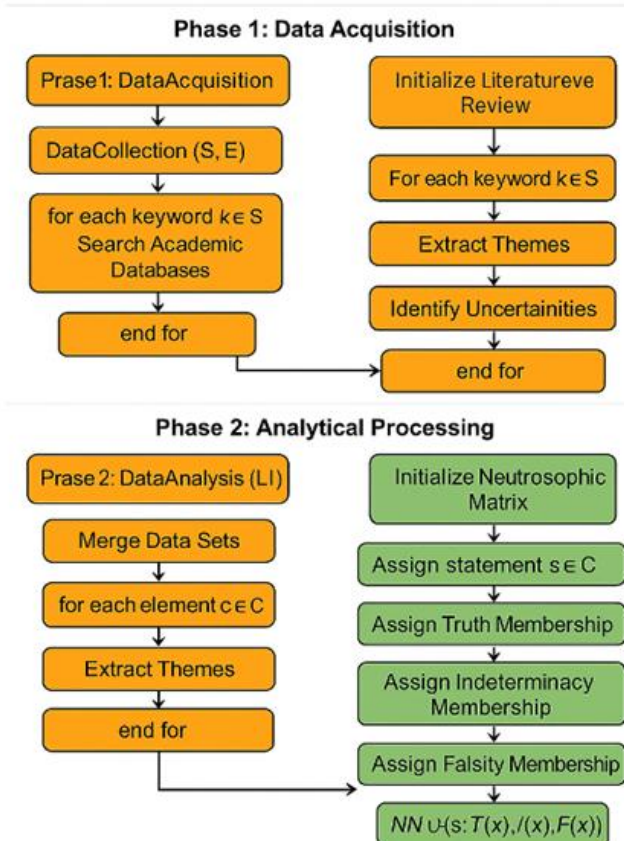 Phase 1: Data Acquisition
Prase1: DataAcquisition
DataCollection (S, E)
for each keyword k∈S
Search Academic
Databases
end for
Initialize Literatureve
Review
For each keyword k∈S
Extract Themes
Identify Uncertainities
end for
Phase 2: Analytical Processing
Prase 2: DataAnalysis (LI)
Merge Data Sets
for each element c∈C
Extract Themes
end for
Initialize Neutrosophic
Matrix
Assign statement s∈C
Assign Truth Membership
Assign Indeterminacy
Membership
Assign Falsity Membership
NN ∪(s: T(x),/(x),F(x))